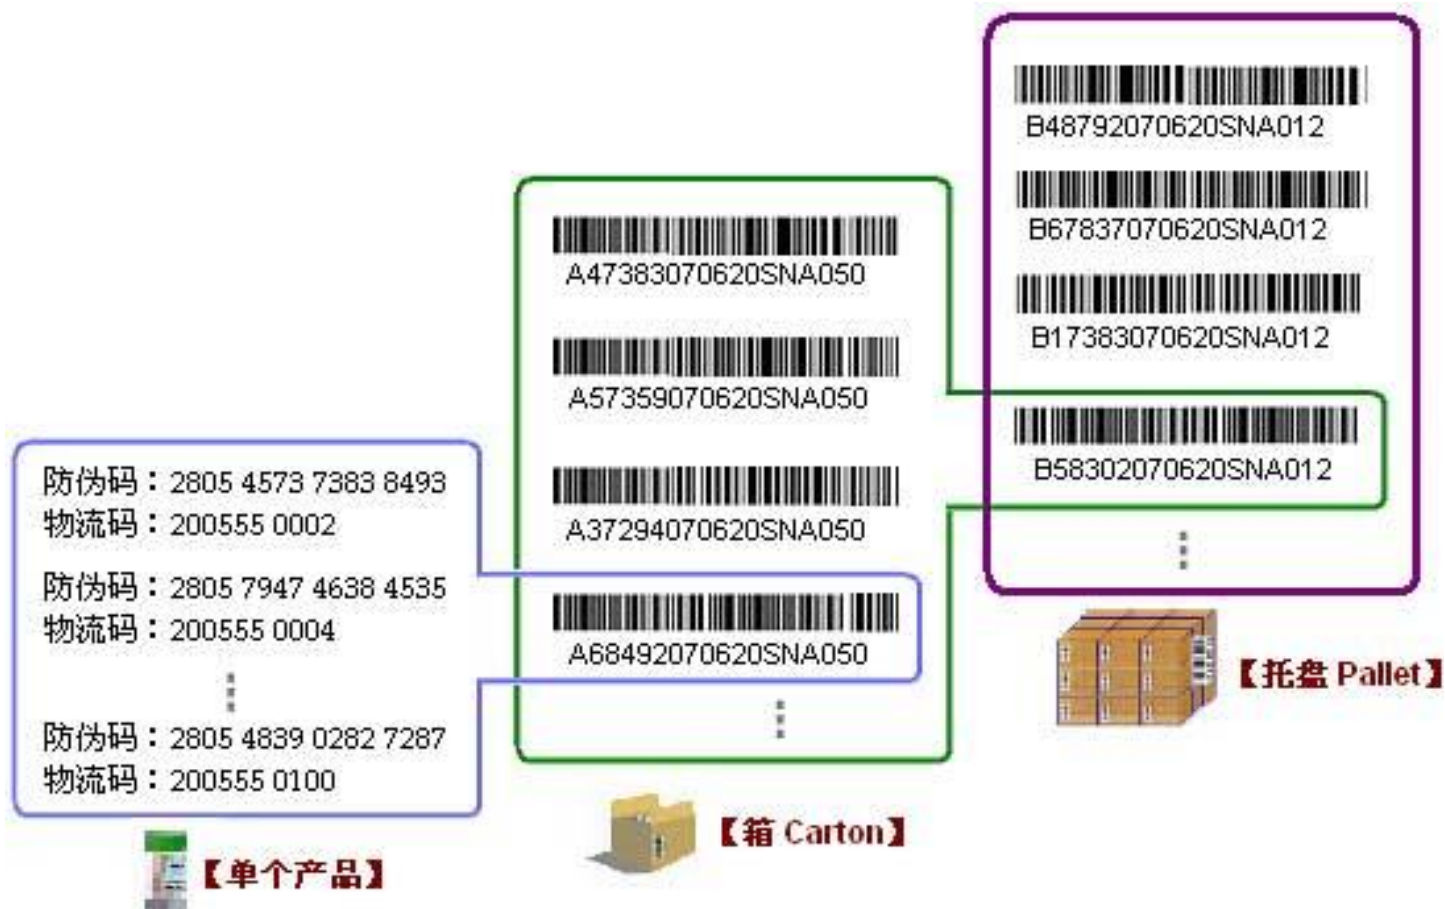 防伪码：2805 4573 7383 8493
物流码：200555 0002
防伪码：2805 7947 4638 4535
物流码：200555 0004
防伪码：2805 4839 0282 7287
物流码：200555 0100
【单个产品】
A47383070620SNA050
A57359070620SNA050
A37294070620SNA050
A68492070620SNA050
【箱 Carton】
B48792070620SNA012
B67837070620SNA012
B17383070620SNA012
B58302070620SNA012
【托盘 Pallet】